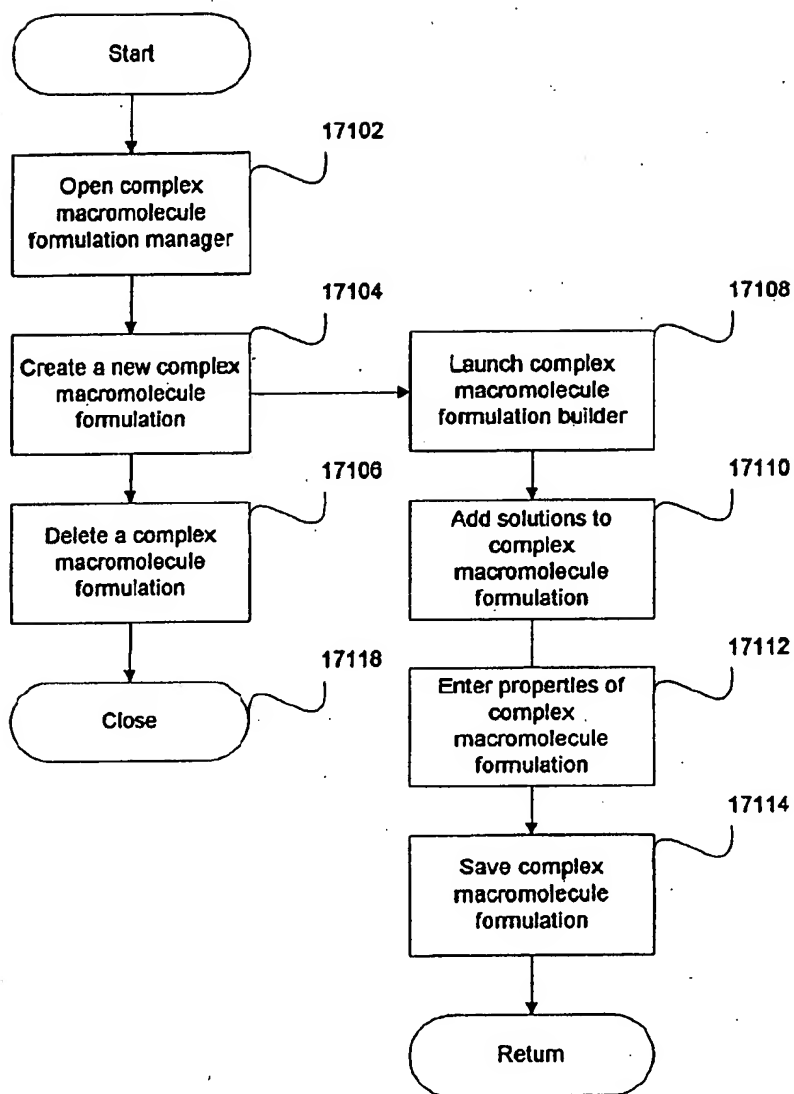 Start
17102
Open complex
macromolecule
formulation manager
17104
Create a new complex
macromolecule
formulation
17106
Delete a complex
macromolecule
formulation
17118
Close
17108
Launch complex
macromolecule
formulation builder
17110
Add solutions to
complex
macromolecule
formulation
17112
Enter properties of
complex
macromolecule
formulation
17114
Save complex
macromolecule
formulation
Return